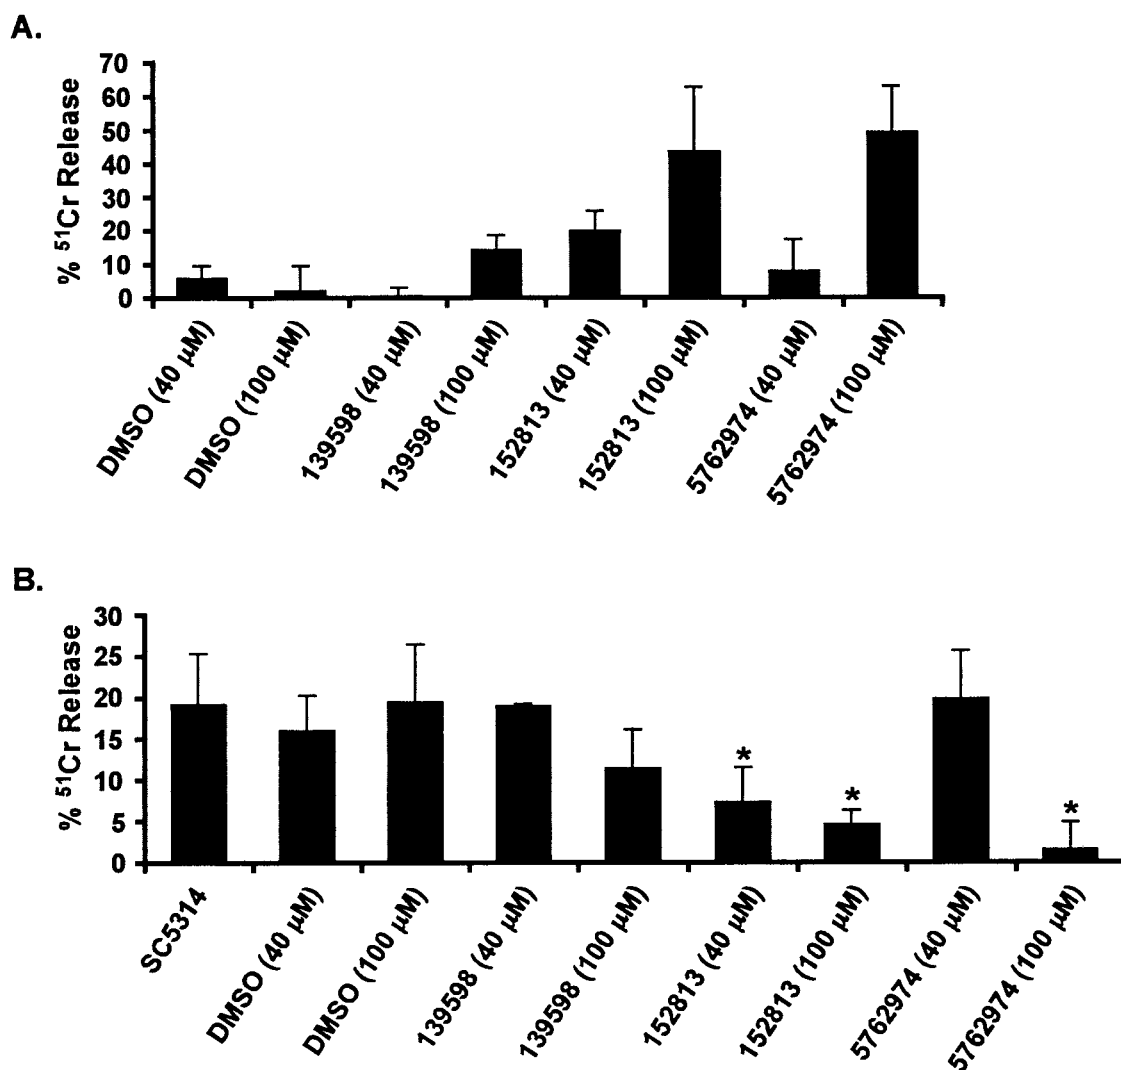 A.
% ⁵¹Cr Release
70
60
50
40
30
20
10
0
DMSO (40 μM)
DMSO (100 μM)
139598 (40 μM)
139598 (100 μM)
152813 (40 μM)
152813 (100 μM)
5762974 (40 μM)
5762974 (100 μM)
B.
% ⁵¹Cr Release
30
25
20
15
10
5
0
* * *
SC5314
DMSO (40 μM)
DMSO (100 μM)
139598 (40 μM)
139598 (100 μM)
152813 (40 μM)
152813 (100 μM)
5762974 (40 μM)
5762974 (100 μM)